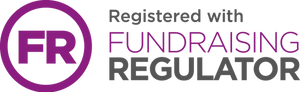 FR
Registered with
FUNDRAISING
REGULATOR